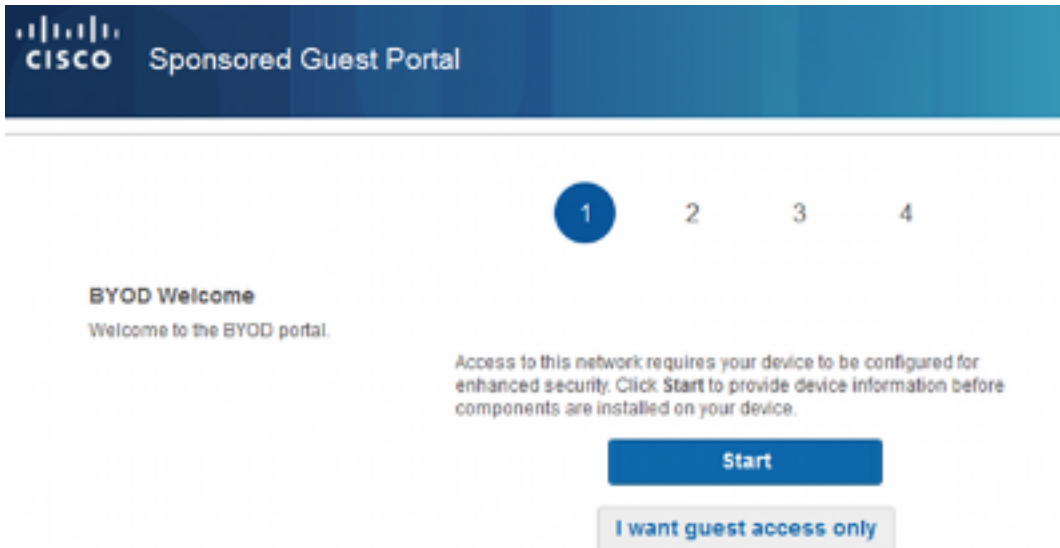 CISCO Sponsored Guest Portal
1 2 3 4
BYOD Welcome
Welcome to the BYOD portal.
Access to this network requires your device to be configured for
enhanced security. Click Start to provide device information before
components are installed on your device.
Start
I want guest access only